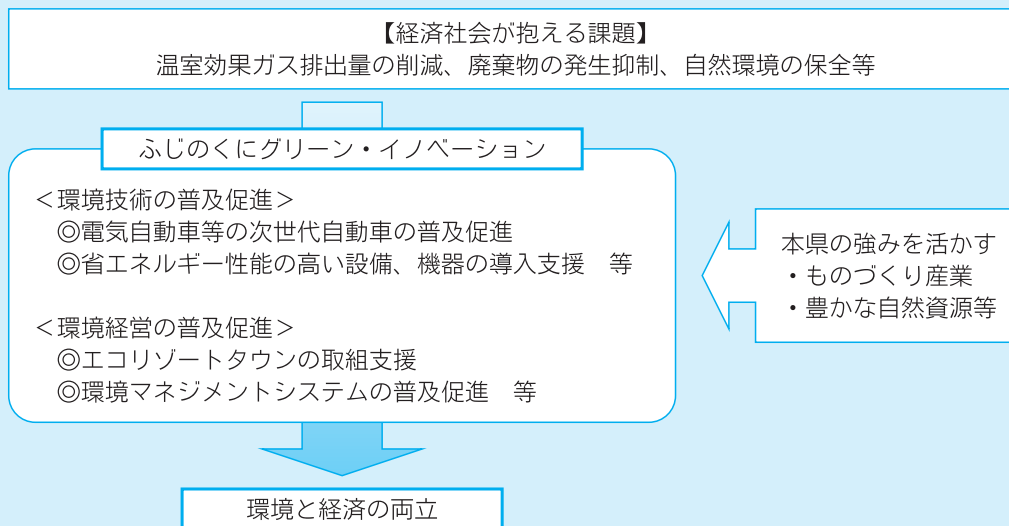 【経済社会が抱える課題】
温室効果ガス排出量の削減、廃棄物の発生抑制、自然環境の保全等
ふじのくにグリーン・イノベーション
＜環境技術の普及促進＞
◎電気自動車等の次世代自動車の普及促進
◎省エネルギー性能の高い設備、機器の導入支援　等
＜環境経営の普及促進＞
◎エコリゾートタウンの取組支援
◎環境マネジメントシステムの普及促進　等
本県の強みを活かす
・ものづくり産業
・豊かな自然資源等
環境と経済の両立